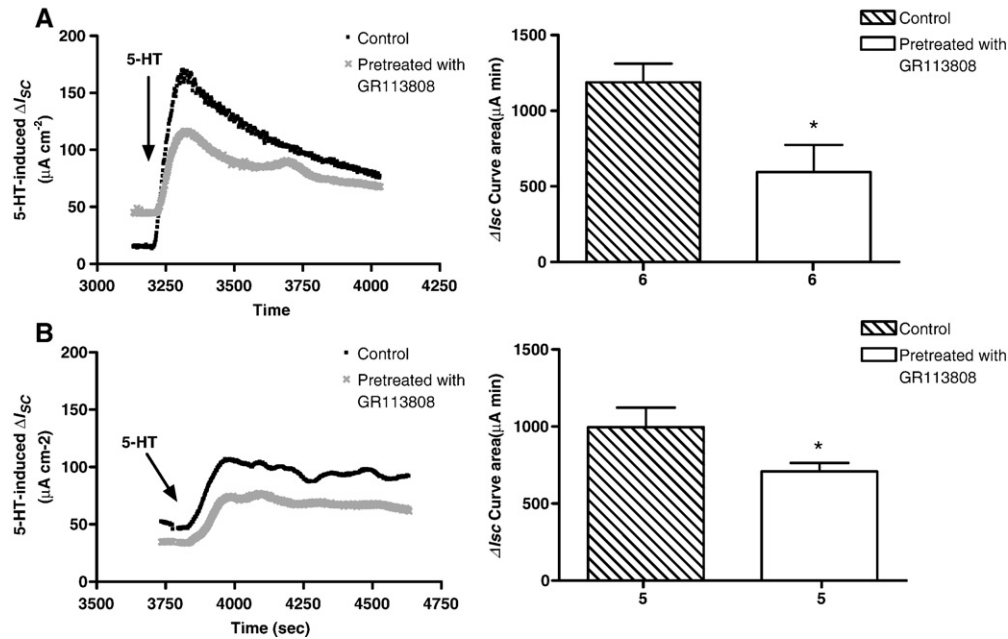 A
5-HT-induced ΔISC
(μA cm-2)
200
150
100
50
0
5-HT
Control
Pretreated with
GR113808
3000 3250 3500 3750 4000 4250
Time
ΔIsc Curve area(μA min)
1500
1000
500
0
*
6 6
Control
Pretreated with
GR113808
B
5-HT-induced ΔISC
(μA cm-2)
200
150
100
50
0
5-HT
Control
Pretreated with
GR113808
3500 3750 4000 4250 4500 4750
Time (sec)
ΔIsc Curve area(μA min)
1500
1000
500
0
*
5 5
Control
Pretreated with
GR113808